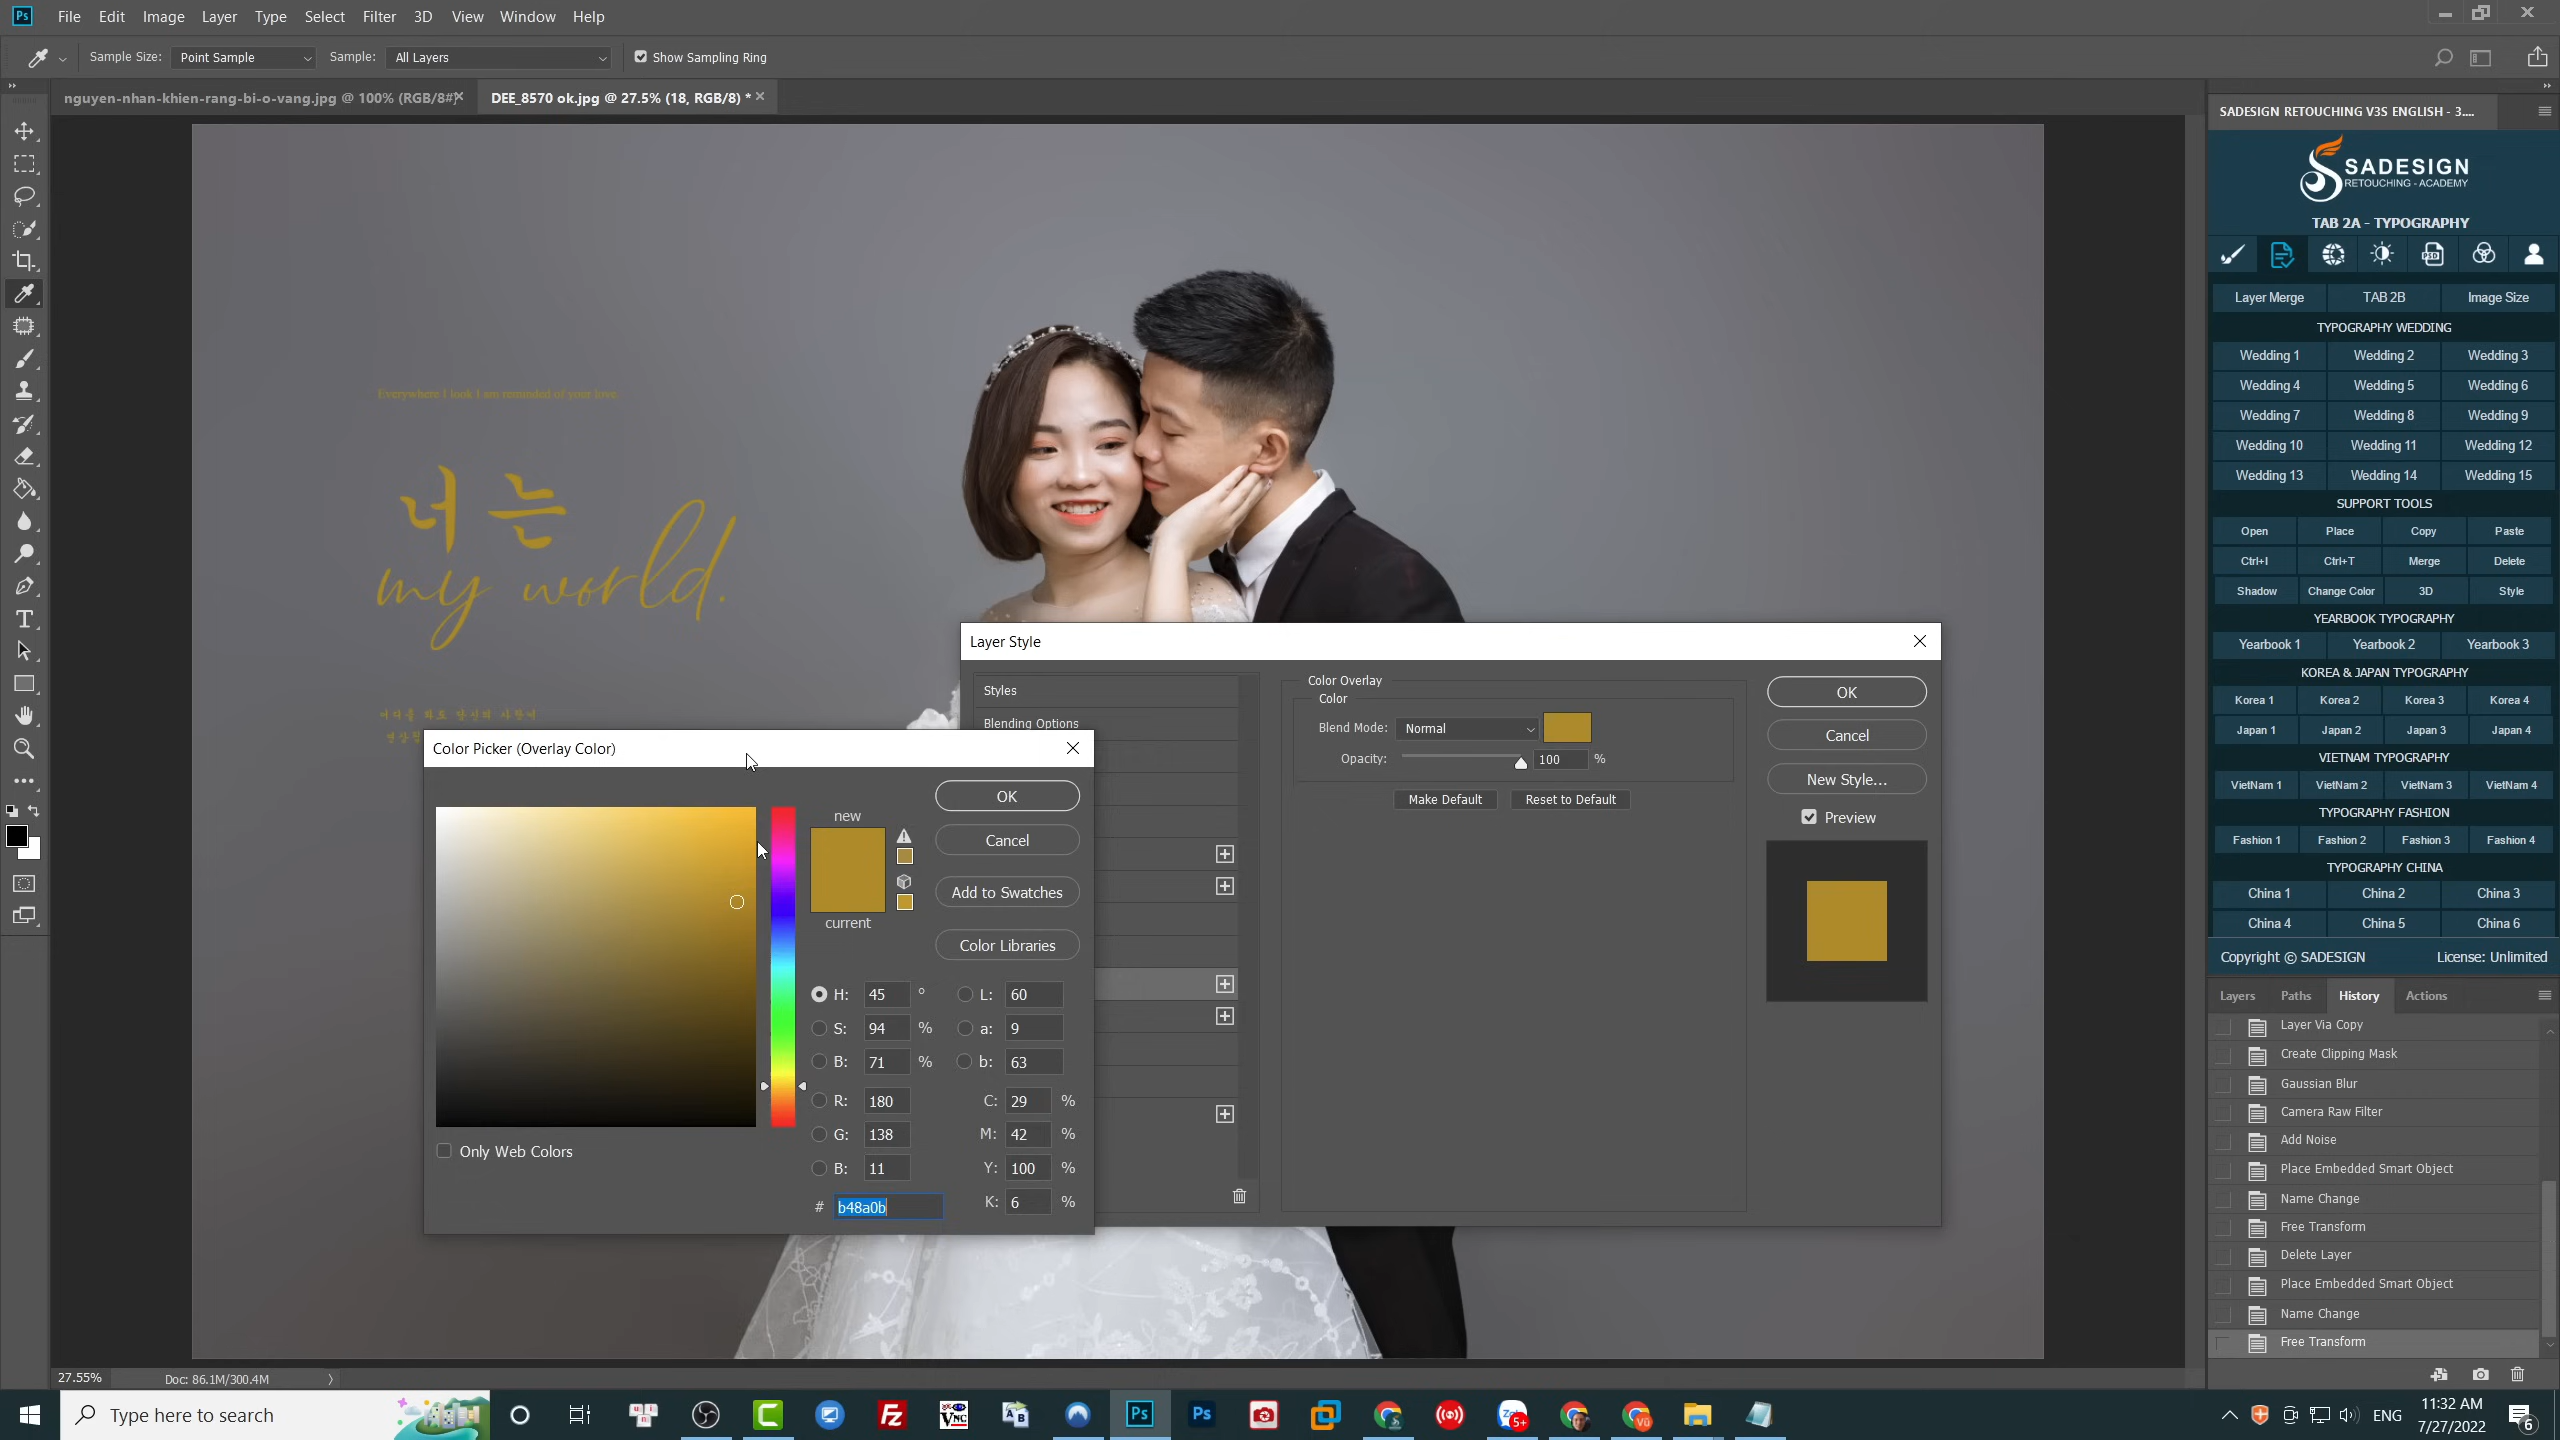 File Edit Image Layer Type Select Filter 3D View Window Help
Sample Size: Point Sample Sample: All Layers Show Sampling Ring
nguyen-nhan-khien-rang-bi-o-vang.jpg @ 100% (RGB/8#)
DEE_8570 ok.jpg @ 27.5% (18, RGB/8) *
SADESIGN RETOUCHING V3S ENGLISH - 3....
SADESIGN
RETOUCHING - ACADEMY
TAB 2A - TYPOGRAPHY
Layer Merge TAB 2B Image Size
TYPOGRAPHY WEDDING
Wedding 1 Wedding 2 Wedding 3
Wedding 4 Wedding 5 Wedding 6
Wedding 7 Wedding 8 Wedding 9
Wedding 10 Wedding 11 Wedding 12
Wedding 13 Wedding 14 Wedding 15
SUPPORT TOOLS
Open Place Copy Paste
Ctrl+I Ctrl+T Merge Delete
Shadow Change Color 3D Style
YEARBOOK TYPOGRAPHY
Yearbook 1 Yearbook 2 Yearbook 3
KOREA & JAPAN TYPOGRAPHY
Korea 1 Korea 2 Korea 3 Korea 4
Japan 1 Japan 2 Japan 3 Japan 4
VIETNAM TYPOGRAPHY
VietNam 1 VietNam 2 VietNam 3 VietNam 4
TYPOGRAPHY FASHION
Fashion 1 Fashion 2 Fashion 3 Fashion 4
TYPOGRAPHY CHINA
China 1 China 2 China 3
China 4 China 5 China 6
Copyright © SADESIGN License: Unlimited
Everywhere I look I am reminded of your love.
너는
my world.
Layer Style
Styles
Blending Options
Color Overlay
Color
Blend Mode: Normal
Opacity: 100 %
Make Default Reset to Default
OK
Cancel
New Style...
Preview
Color Picker (Overlay Color)
new
current
OK
Cancel
Add to Swatches
Color Libraries
H: 45 ° L: 60
S: 94 % a: 9
B: 71 % b: 63
R: 180 C: 29 %
G: 138 M: 42 %
B: 11 Y: 100 %
# b48a0b K: 6 %
Only Web Colors
Layers Paths History Actions
Layer Via Copy
Create Clipping Mask
Gaussian Blur
Camera Raw Filter
Add Noise
Place Embedded Smart Object
Name Change
Free Transform
Delete Layer
Place Embedded Smart Object
Name Change
Free Transform
27.55% Doc: 86.1M/300.4M
Type here to search
ENG
11:32 AM
7/27/2022
6